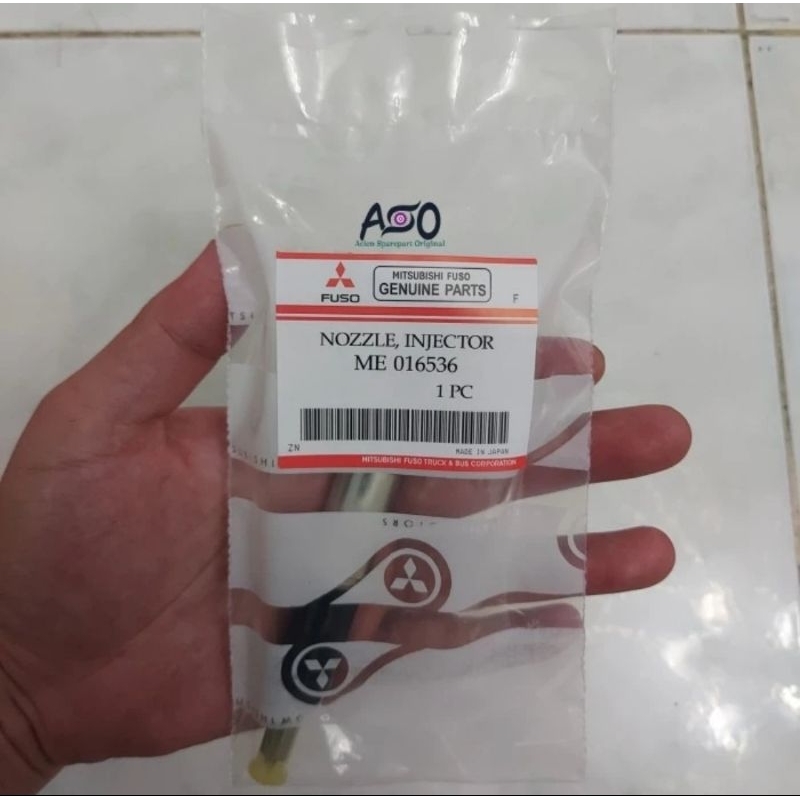 ASO
Acien Sparepart Original
FUSO
MITSUBISHI FUSO
GENUINE PARTS
F
NOZZLE, INJECTOR
ME 016536
1 PC
ZN
MADE IN JAPAN
MITSUBISHI FUSO TRUCK & BUS CORPORATION